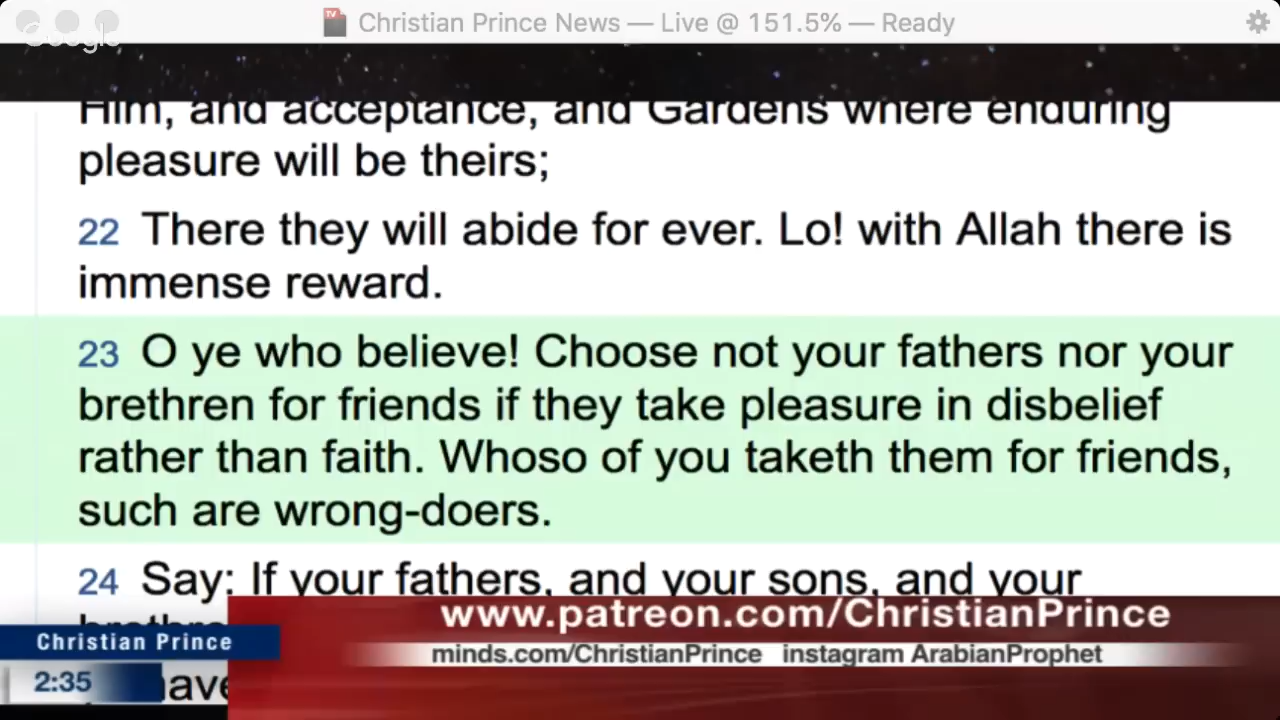 Christian Prince News — Live @ 151.5% — Ready
Google
Him, and acceptance, and Gardens where enduring
pleasure will be theirs;
22 There they will abide for ever. Lo! with Allah there is
immense reward.
23 O ye who believe! Choose not your fathers nor your
brethren for friends if they take pleasure in disbelief
rather than faith. Whoso of you taketh them for friends,
such are wrong-doers.
24 Say: If your fathers, and your sons, and your
www.patreon.com/ChristianPrince
Christian Prince
minds.com/ChristianPrince instagram ArabianProphet
2:35
have